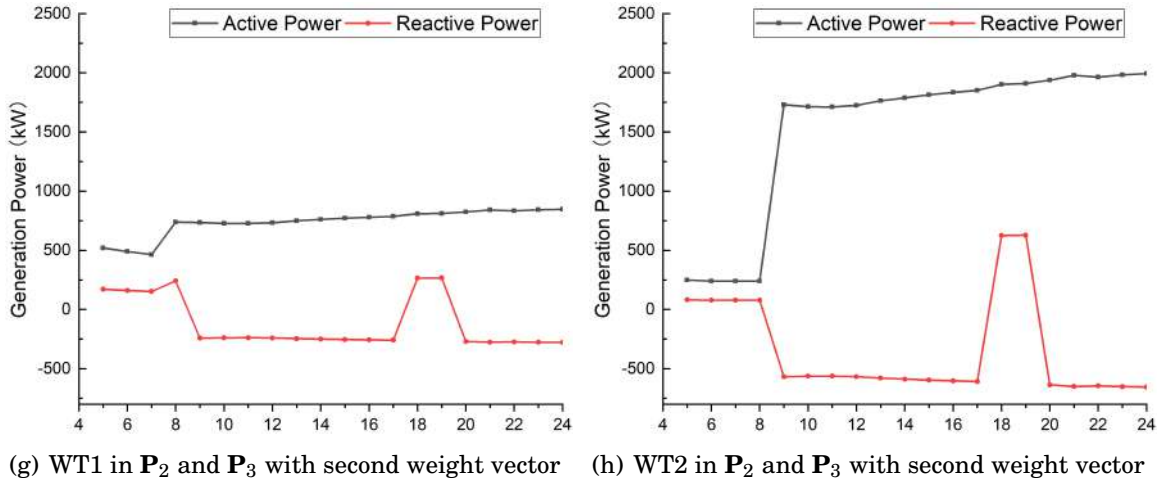 Active Power Reactive Power
Generation Power (kW)
2500
2000
1500
1000
500
0
-500
4 6 8 10 12 14 16 18 20 22 24
(g) WT1 in P₂ and P₃ with second weight vector
Active Power Reactive Power
Generation Power (kW)
2500
2000
1500
1000
500
0
-500
4 6 8 10 12 14 16 18 20 22 24
(h) WT2 in P₂ and P₃ with second weight vector